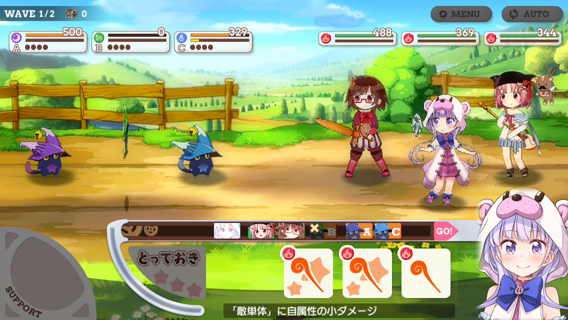 WAVE 1/2 0
MENU
AUTO
500 0 329 488 369 344
A B C
B A C GO!
とっておき
SUPPORT
「敵単体」に自属性の小ダメージ